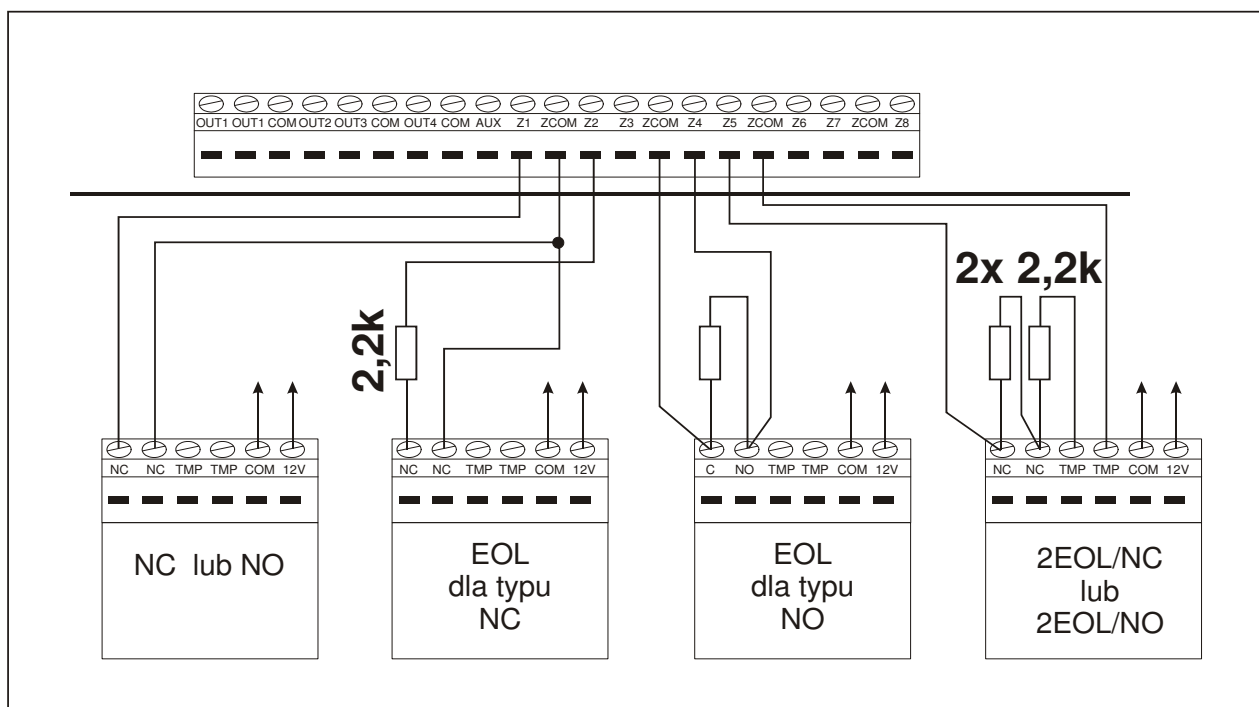 OUT1 OUT1 COM OUT2 OUT3 COM OUT4 COM AUX Z1 ZCOM Z2 Z3 ZCOM Z4 Z5 ZCOM Z6 Z7 ZCOM Z8
2,2k
2x 2,2k
NC NC TMP TMP COM 12V
NC lub NO
NC NC TMP TMP COM 12V
EOL
dla typu
NC
C NO TMP TMP COM 12V
EOL
dla typu
NO
NC NC TMP TMP COM 12V
2EOL/NC
lub
2EOL/NO